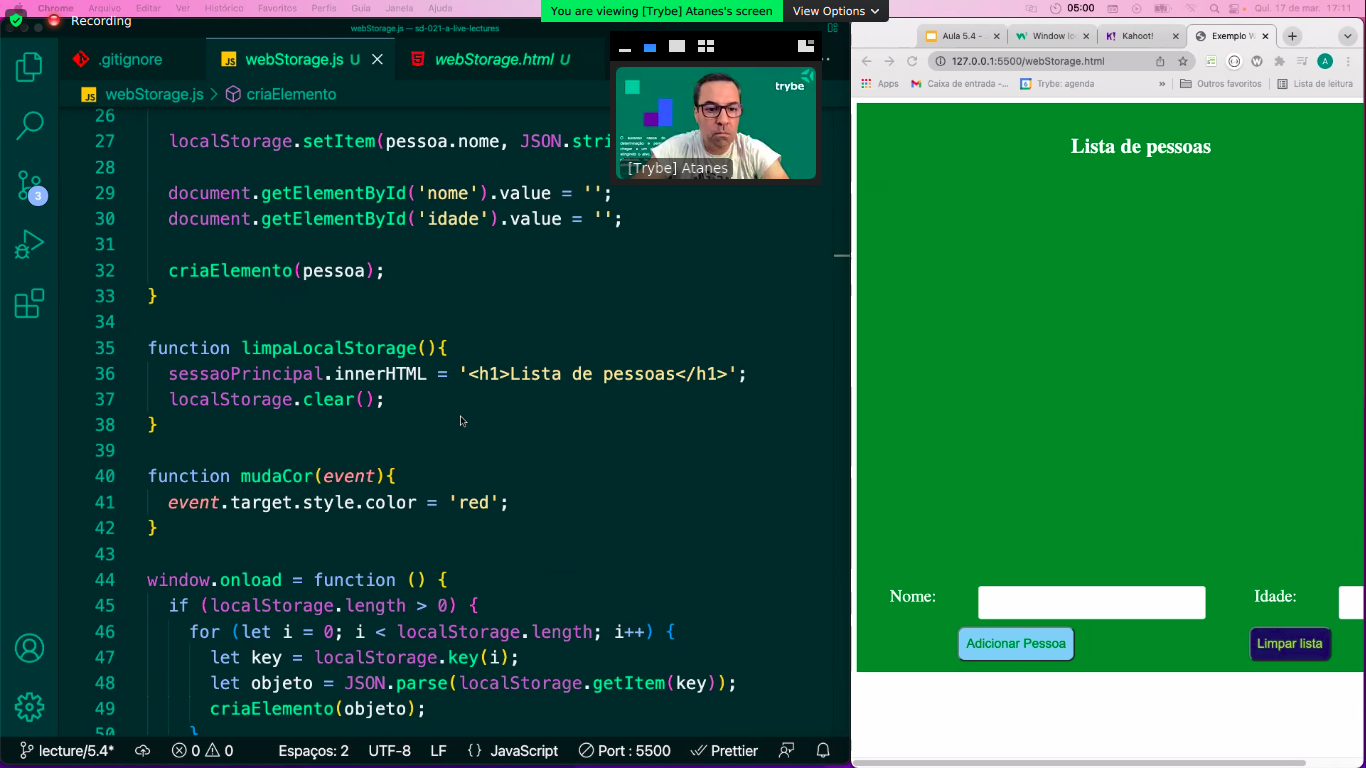 Chrome Arquivo Editar Ver Histórico Favoritos Perfis Guia Janela Ajuda
Recording
You are viewing [Trybe] Atanes's screen View Options
05:00 Qui. 17 de mar. 17:11
webStorage.js — sd-021-a-live-lectures
.gitignore webStorage.js U webStorage.html U
webStorage.js > criaElemento
26
27 localStorage.setItem(pessoa.nome, JSON.stri
28
29 document.getElementById('nome').value = '';
30 document.getElementById('idade').value = '';
31
32 criaElemento(pessoa);
33 }
34
35 function limpaLocalStorage(){
36 sessaoPrincipal.innerHTML = '<h1>Lista de pessoas</h1>';
37 localStorage.clear();
38 }
39
40 function mudaCor(event){
41 event.target.style.color = 'red';
42 }
43
44 window.onload = function () {
45 if (localStorage.length > 0) {
46 for (let i = 0; i < localStorage.length; i++) {
47 let key = localStorage.key(i);
48 let objeto = JSON.parse(localStorage.getItem(key));
49 criaElemento(objeto);
50 }
3
trybe
[Trybe] Atanes
lecture/5.4* 0 0 Espaços: 2 UTF-8 LF {} JavaScript Port : 5500 Prettier
Aula 5.4 - Window lo Kahoot! Exemplo W
127.0.0.1:5500/webStorage.html
Apps Caixa de entrada -... Trybe: agenda » Outros favoritos Lista de leitura
Lista de pessoas
Nome: Idade:
Adicionar Pessoa Limpar lista